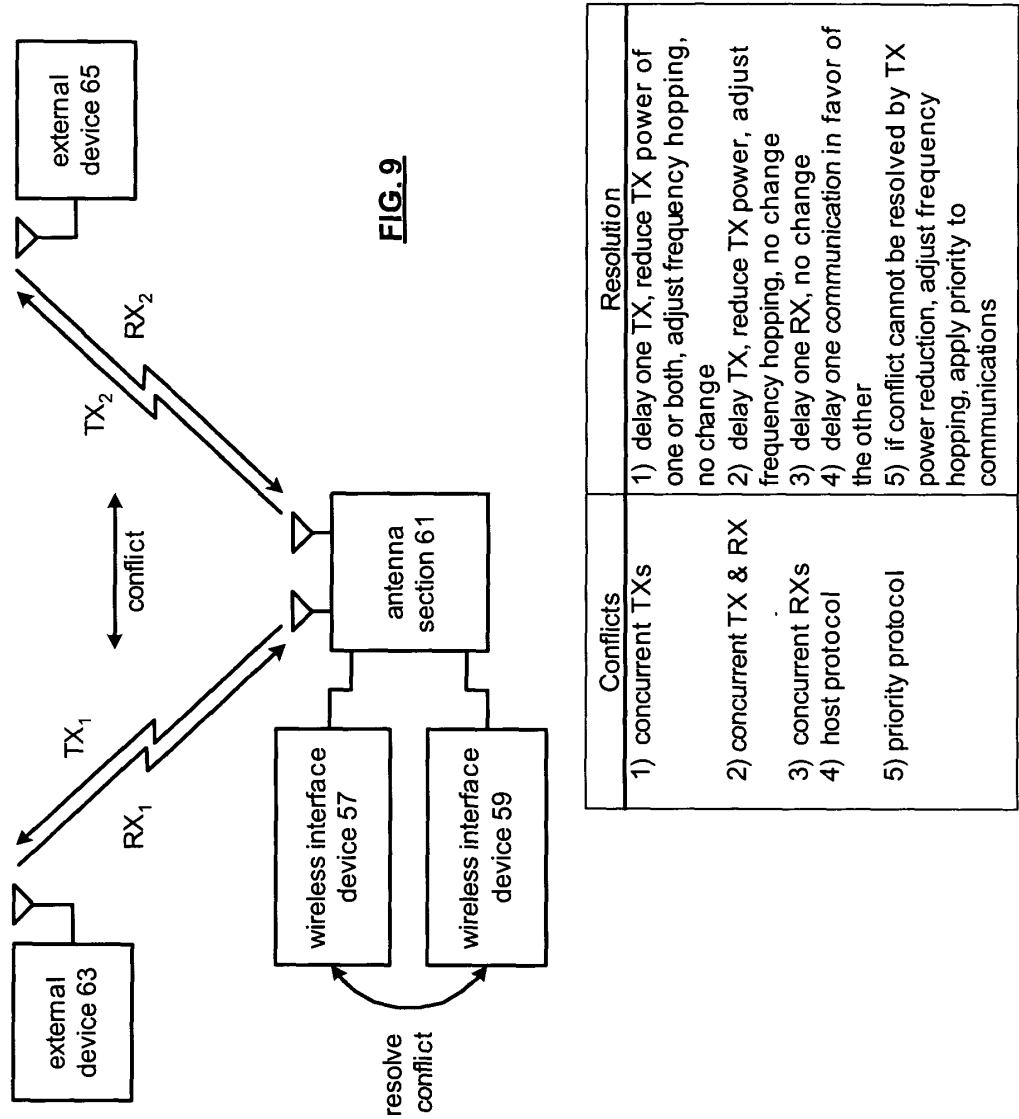 external
device 65
RX2
TX2
FIG. 9
conflict
antenna
section 61
TX1
RX1
wireless interface
device 57
wireless interface
device 59
external
device 63
resolve
conflict
Conflicts
Resolution
1) concurrent TXs
1) delay one TX, reduce TX power of
one or both, adjust frequency hopping,
no change
2) concurrent TX & RX
2) delay TX, reduce TX power, adjust
frequency hopping, no change
3) concurrent RXs
3) delay one RX, no change
4) host protocol
4) delay one communication in favor of
the other
5) priority protocol
5) if conflict cannot be resolved by TX
power reduction, adjust frequency
hopping, apply priority to
communications